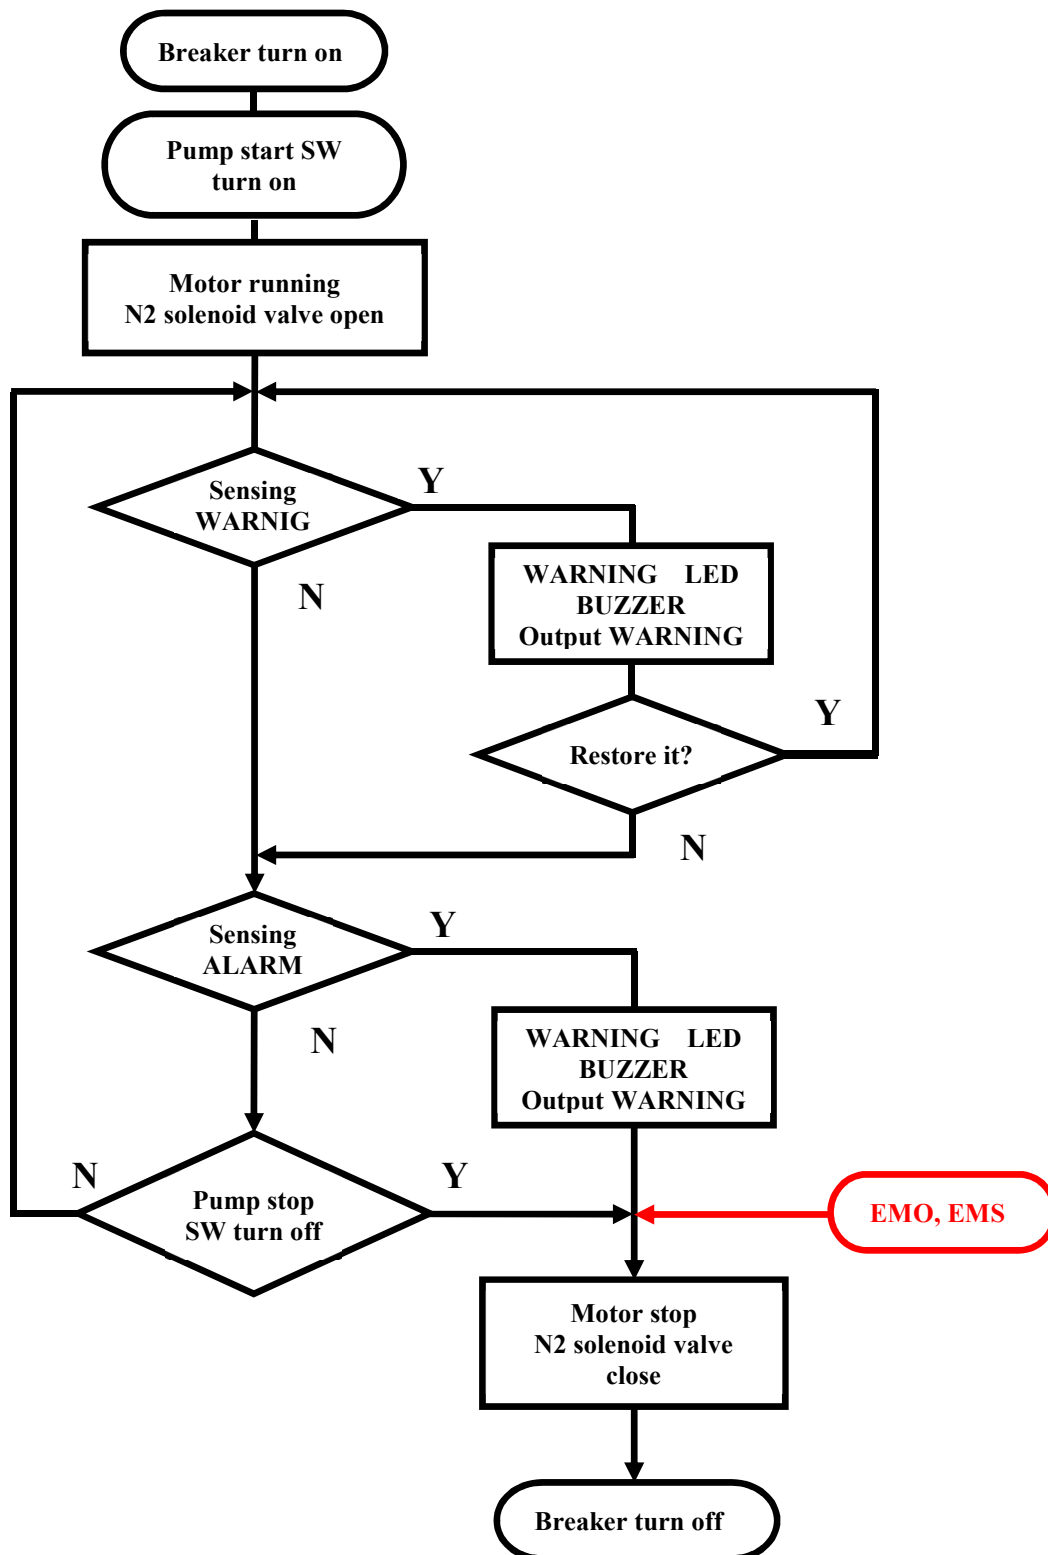 Breaker turn on
Pump start SW
turn on
Motor running
N2 solenoid valve open
Sensing
WARNIG
Y
N
WARNING LED
BUZZER
Output WARNING
Restore it?
Y
N
Sensing
ALARM
Y
N
WARNING LED
BUZZER
Output WARNING
Pump stop
SW turn off
N
Y
EMO, EMS
Motor stop
N2 solenoid valve
close
Breaker turn off